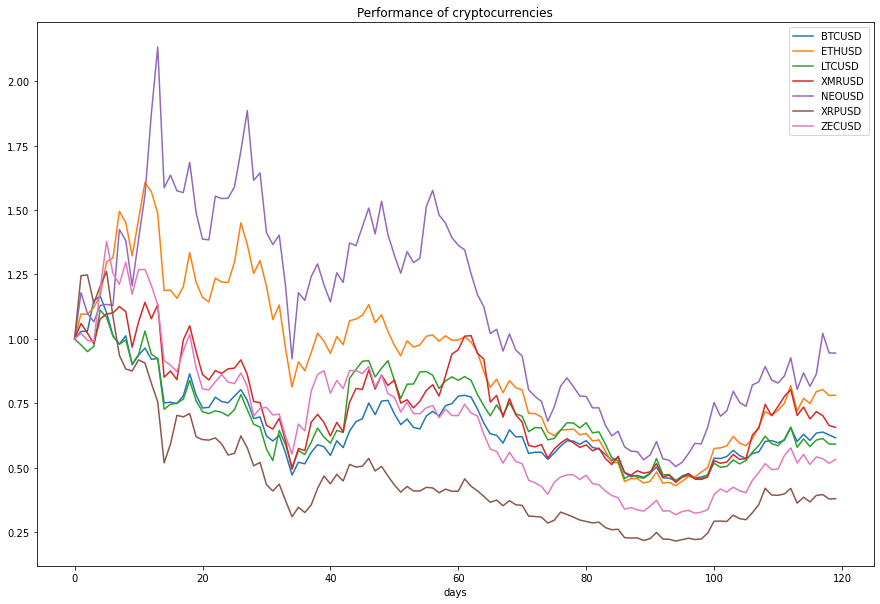 Performance of cryptocurrencies
BTCUSD
ETHUSD
LTCUSD
XMRUSD
NEOUSD
XRPUSD
ZECUSD
2.00
1.75
1.50
1.25
1.00
0.75
0.50
0.25
0 20 40 60 80 100 120
days